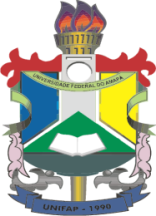 UNIVERSIDADE FEDERAL DO AMAPÁ
UNIFAP - 1990